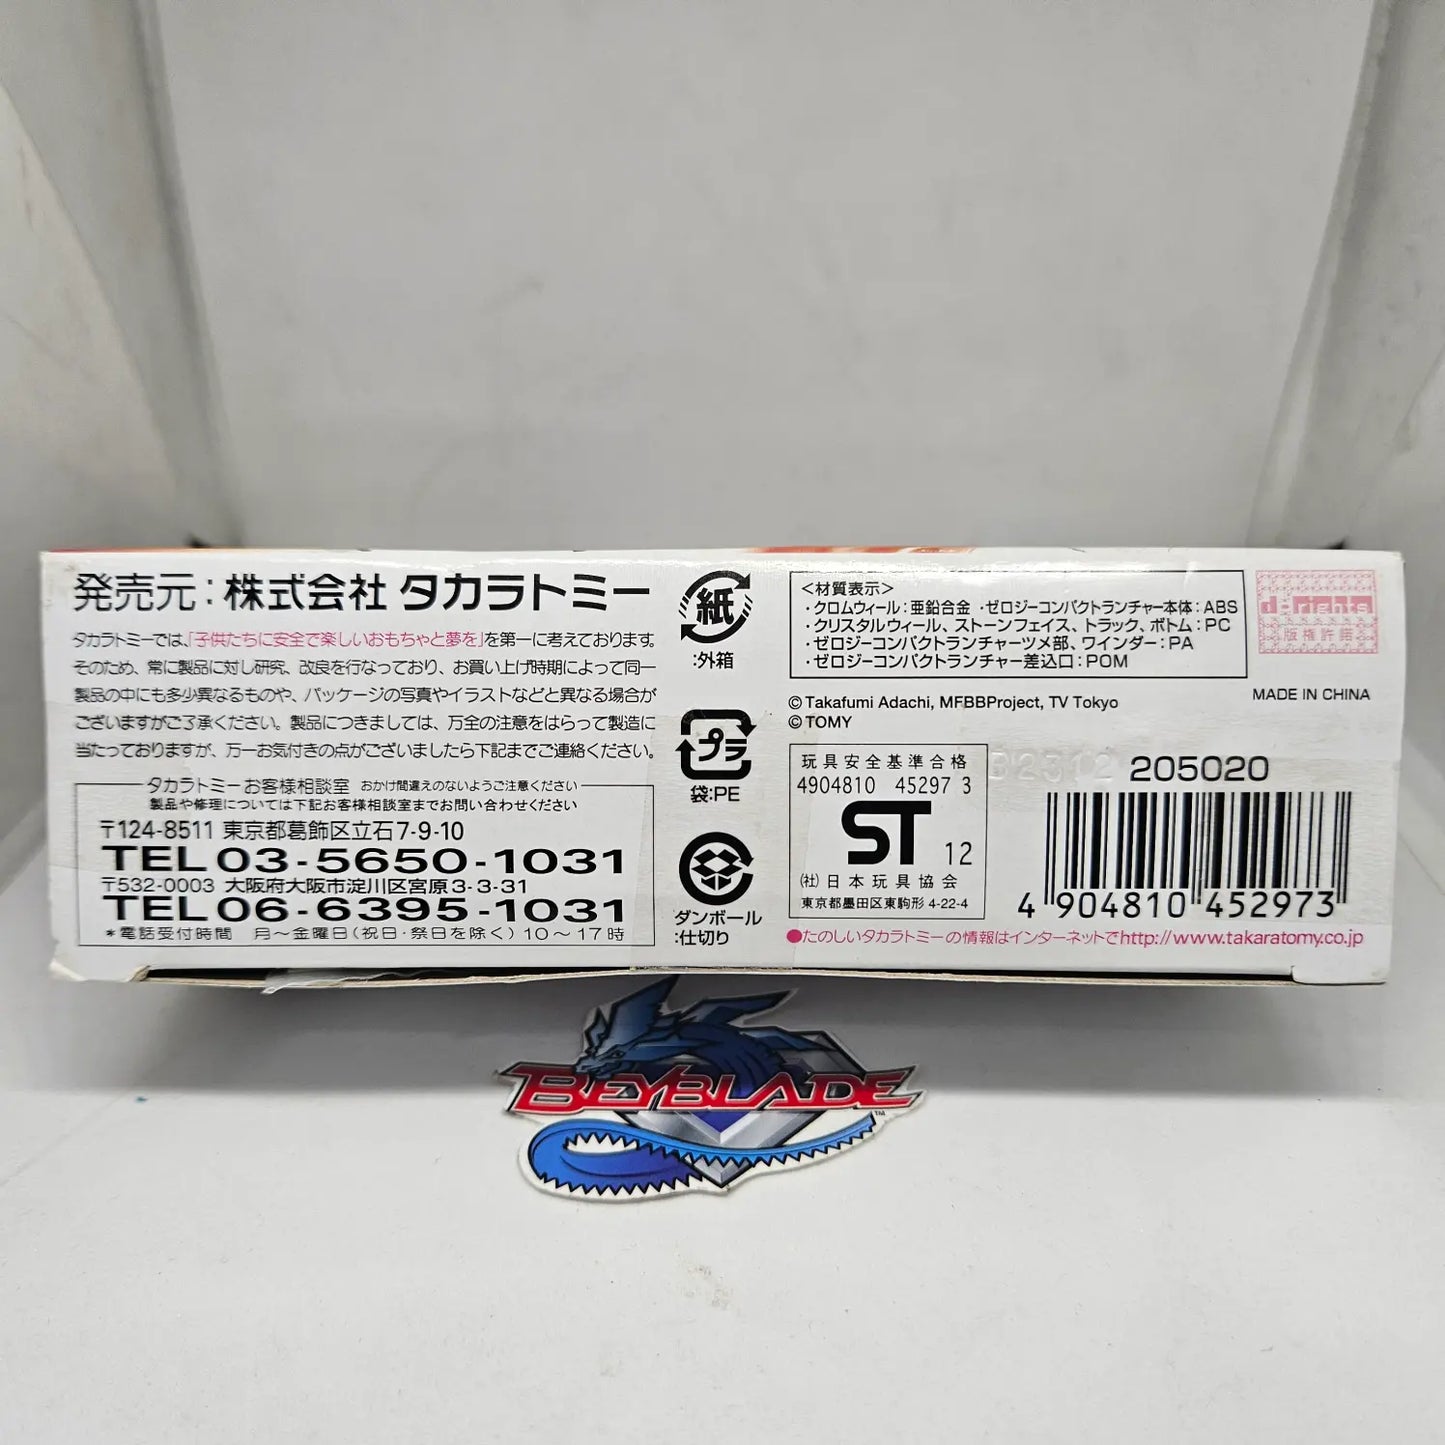 発売元:株式会社 タカラトミー
タカラトミーでは、「子供たちに安全で楽しいおもちゃと夢を」を第一に考えております。
そのため、常に製品に対し研究、改良を行なっており、お買い上げ時期によって同一
製品の中にも多少異なるものや、パッケージの写真やイラストなどと異なる場合が
ございますがご了承ください。製品につきましては、万全の注意をはらって製造に
当たっておりますが、万一お気付きの点がございましたら下記までご連絡ください。
タカラトミーお客様相談室 おかけ間違えのないようご注意ください
製品や修理については下記お客様相談室までお問い合わせください
〒124-8511 東京都葛飾区立石7-9-10
TEL 03-5650-1031
〒532-0003 大阪府大阪市淀川区宮原3-3-31
TEL 06-6395-1031
*電話受付時間 月〜金曜日(祝日・祭日を除く)10〜17時
紙
:外箱
プラ
袋:PE
ダンボール
:仕切り
<材質表示>
・クロムウィール:亜鉛合金 ・ゼロジーコンパクトランチャー本体:ABS
・クリスタルウィール、ストーンフェイス、トラック、ボトム:PC
・ゼロジーコンパクトランチャーツメ部、ワインダー:PA
・ゼロジーコンパクトランチャー差込口:POM
©Takafumi Adachi, MFBBProject, TV Tokyo
©TOMY
玩具安全基準合格
4904810 45297 3
ST 12
(社)日本玩具協会
東京都墨田区東駒形 4-22-4
rights
版権許諾
MADE IN CHINA
205020
4 904810 452973
●たのしいタカラトミーの情報はインターネットでhttp://www.takaratomy.co.jp
BEYBLADE
TM